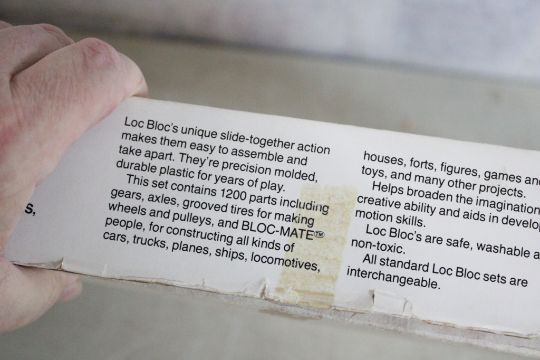 s,
Loc Bloc's unique slide-together action
makes them easy to assemble and
take apart. They're precision molded,
durable plastic for years of play.
This set contains 1200 parts including
gears, axles, grooved tires for making
wheels and pulleys, and BLOC-MATE™
people, for constructing all kinds of
cars, trucks, planes, ships, locomotives,
houses, forts, figures, games and
toys, and many other projects.
Helps broaden the imagination
creative ability and aids in develo
motion skills.
Loc Bloc's are safe, washable a
non-toxic.
All standard Loc Bloc sets are
interchangeable.